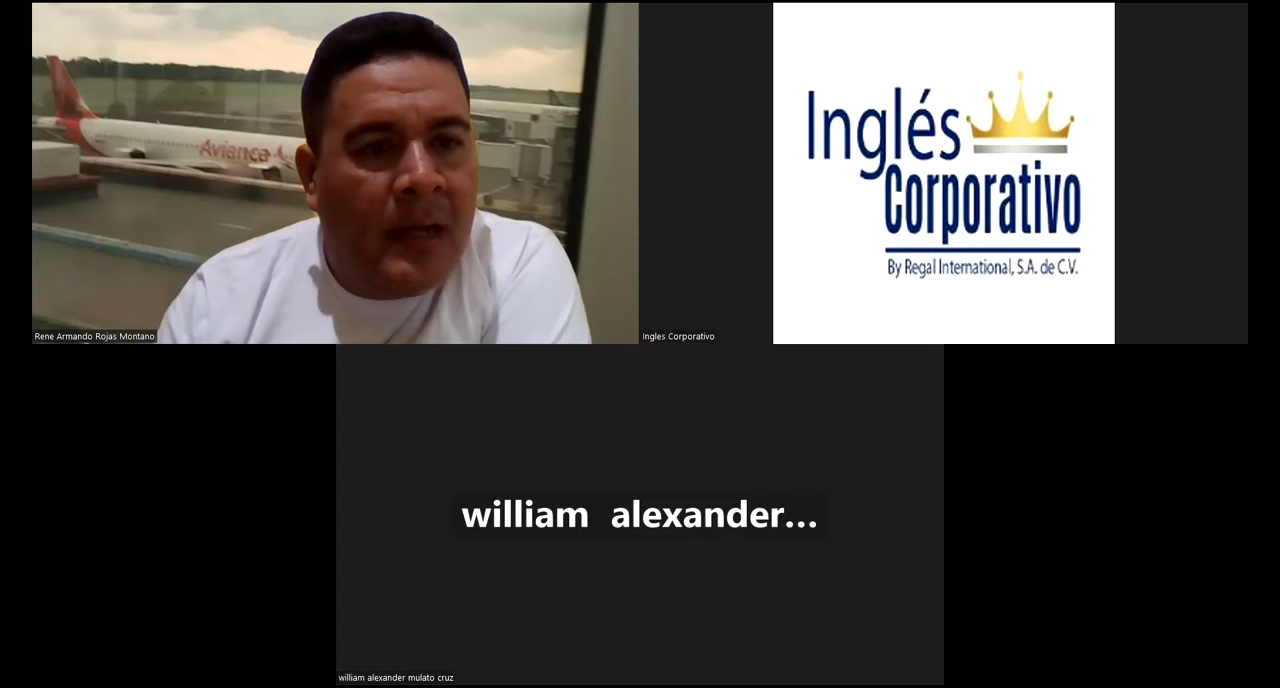 Avianca
Rene Armando Rojas Montano
Inglés
Corporativo
By Regal International, S.A. de C.V.
Ingles Corporativo
william alexander...
william alexander mulato cruz